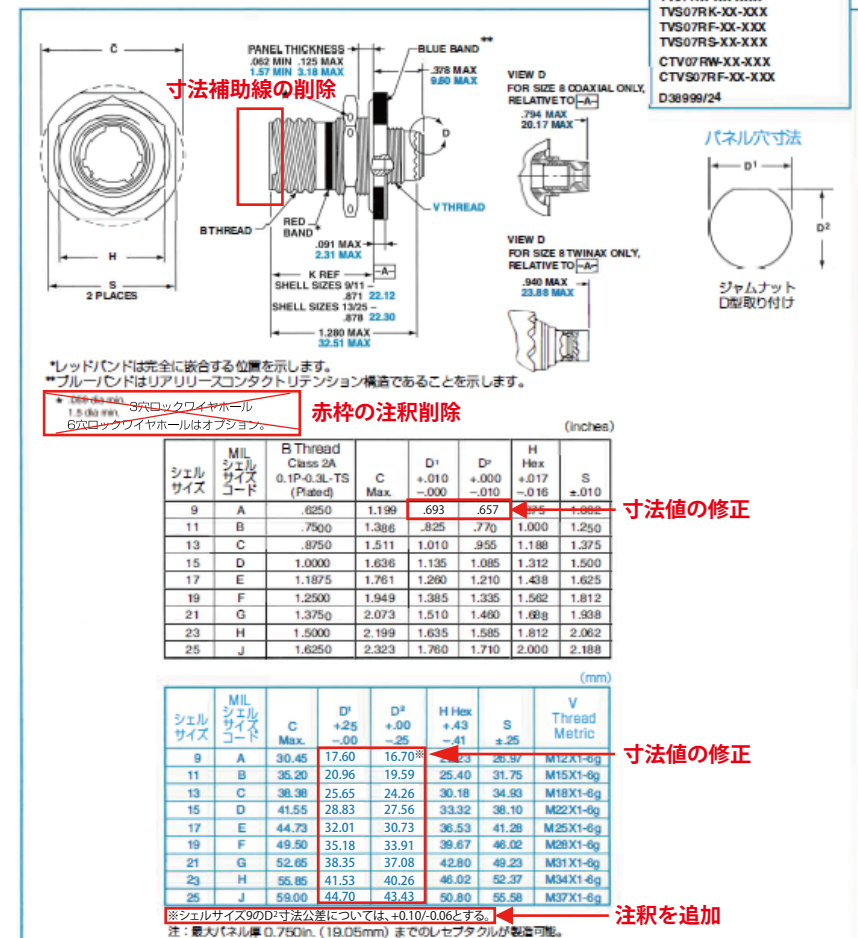 TVS07RK-XX-XXX
TVS07RF-XX-XXX
TVS07RS-XX-XXX
CTV07RW-XX-XXX
CTVS07RF-XX-XXX
D38999/24
C
PANEL THICKNESS
.062 MIN .125 MAX
1.57 MIN 3.18 MAX
BLUE BAND**
.378 MAX
9.60 MAX
寸法補助線の削除
D
V THREAD
B THREAD
RED BAND*
.091 MAX
2.31 MAX
-A-
K REF
SHELL SIZES 9/11 –
.871 22.12
SHELL SIZES 13/25 –
.878 22.30
1.280 MAX
32.51 MAX
H
S
2 PLACES
VIEW D
FOR SIZE 8 COAXIAL ONLY,
RELATIVE TO -A-
.794 MAX
20.17 MAX
VIEW D
FOR SIZE 8 TWINAX ONLY,
RELATIVE TO -A-
.940 MAX
23.88 MAX
パネル穴寸法
D¹
D²
ジャムナット
D型取り付け
*レッドバンドは完全に嵌合する位置を示します。
**ブルーバンドはリアリリースコンタクトリテンション構造であることを示します。
1.5 dia min. 3穴ロックワイヤホール
6穴ロックワイヤホールはオプション。
赤枠の注釈削除
(inches)
シェルサイズ MILシェルサイズコード B Thread Class 2A 0.1P-0.3L-TS (Plated) C Max. D¹ +.010 –.000 D² +.000 –.010 H Hex +.017 –.016 S ±.010
9 A .6250 1.199 .693 .657
11 B .7500 1.386 .825 .770 1.000 1.250
13 C .8750 1.511 1.010 .955 1.188 1.375
15 D 1.0000 1.636 1.135 1.085 1.312 1.500
17 E 1.1875 1.761 1.260 1.210 1.438 1.625
19 F 1.2500 1.949 1.385 1.335 1.562 1.812
21 G 1.3750 2.073 1.510 1.460 1.688 1.938
23 H 1.5000 2.199 1.635 1.585 1.812 2.062
25 J 1.6250 2.323 1.760 1.710 2.000 2.188
寸法値の修正
(mm)
シェルサイズ MILシェルサイズコード C Max. D¹ +.25 –.00 D² +.00 –.25 H Hex +.43 –.41 S ±.25 V Thread Metric
9 A 30.45 17.60 16.70※ 26.97 M12X1-6g
11 B 35.20 20.96 19.59 25.40 31.75 M15X1-6g
13 C 38.38 25.65 24.26 30.18 34.93 M18X1-6g
15 D 41.55 28.83 27.56 33.32 38.10 M22X1-6g
17 E 44.73 32.01 30.73 36.53 41.28 M25X1-6g
19 F 49.50 35.18 33.91 39.67 46.02 M28X1-6g
21 G 52.65 38.35 37.08 42.80 49.23 M31X1-6g
23 H 55.85 41.53 40.26 46.02 52.37 M34X1-6g
25 J 59.00 44.70 43.43 50.80 55.58 M37X1-6g
寸法値の修正
※シェルサイズ9のD²寸法公差については、+0.10/-0.06とする。
注釈を追加
注：最大パネル厚 0.750in. (19.05mm) までのレセプタクルが製造可能。